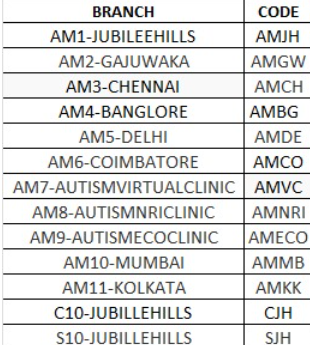 BRANCH CODE
AM1-JUBILEEHILLS AMJH
AM2-GAJUWAKA AMGW
AM3-CHENNAI AMCH
AM4-BANGLORE AMBG
AM5-DELHI AMDE
AM6-COIMBATORE AMCO
AM7-AUTISMVIRTUALCLINIC AMVC
AM8-AUTISMNRICLINIC AMNRI
AM9-AUTISMECOCLINIC AMECO
AM10-MUMBAI AMMB
AM11-KOLKATA AMKK
C10-JUBILLEHILLS CJH
S10-JUBILLEHILLS SJH